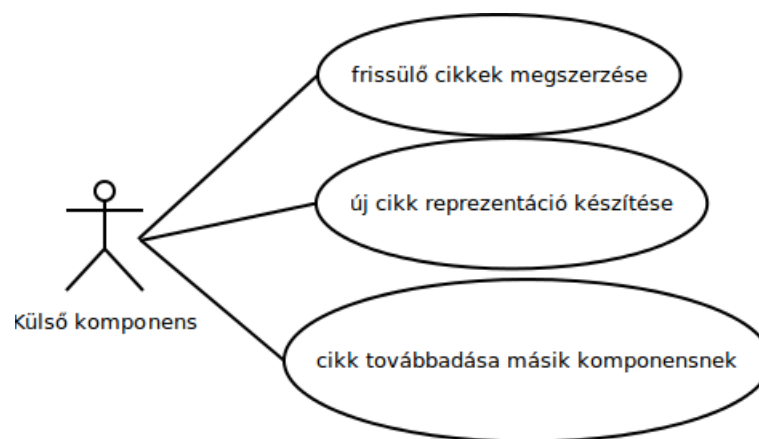 frissülő cikkek megszerzése
új cikk reprezentáció készítése
Külső komponens
cikk továbbadása másik komponensnek